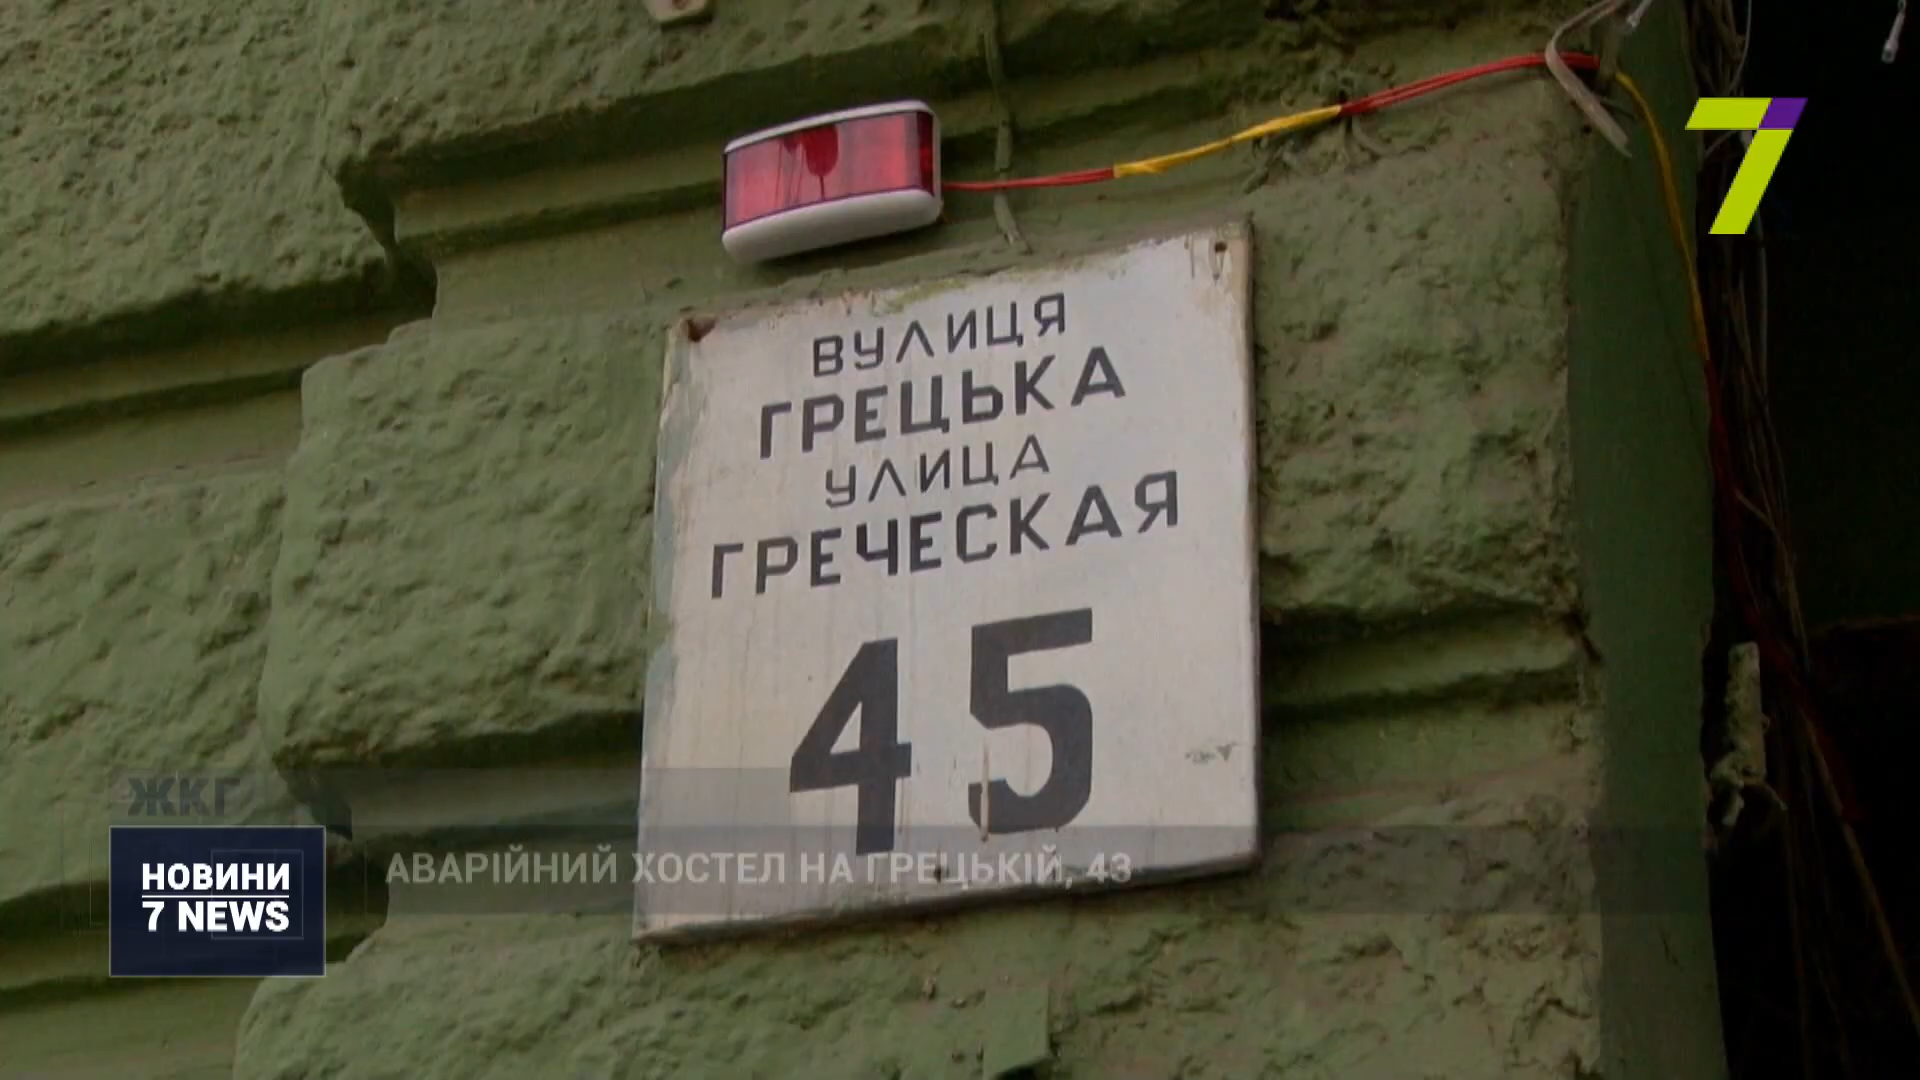 7
ВУЛИЦЯ
ГРЕЦЬКА
УЛИЦА
ГРЕЧЕСКАЯ
45
ЖКГ
АВАРІЙНИЙ ХОСТЕЛ НА ГРЕЦЬКІЙ, 43
НОВИНИ
7 NEWS